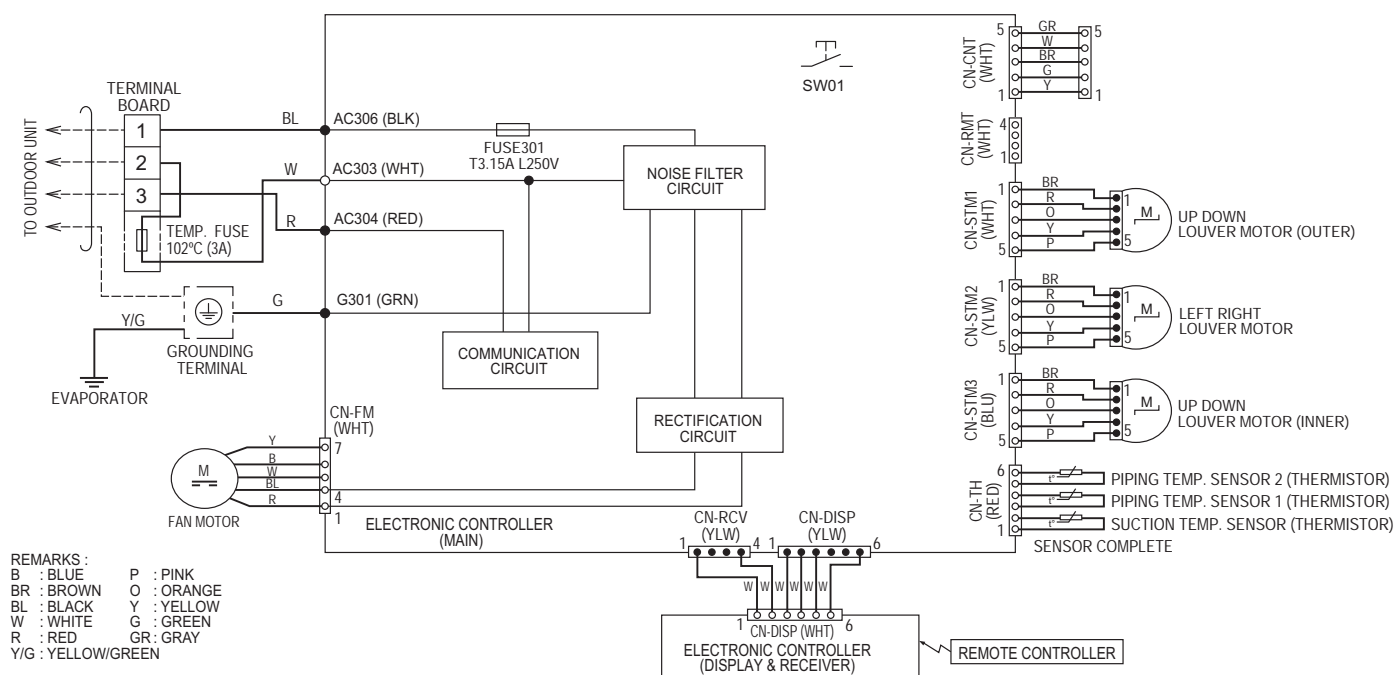 TERMINAL
BOARD
TO OUTDOOR UNIT
1
2
3
TEMP. FUSE
102ºC (3A)
BL
W
R
G
Y/G
GROUNDING
TERMINAL
EVAPORATOR
AC306 (BLK)
AC303 (WHT)
AC304 (RED)
G301 (GRN)
FUSE301
T3.15A L250V
NOISE FILTER
CIRCUIT
COMMUNICATION
CIRCUIT
RECTIFICATION
CIRCUIT
SW01
CN-FM
(WHT)
7
4
1
Y
B
W
BL
R
M
FAN MOTOR
ELECTRONIC CONTROLLER
(MAIN)
CN-CNT
(WHT)
5
1
GR
W
BR
G
Y
5
1
CN-RMT
(WHT)
4
1
CN-STM1
(WHT)
1
5
BR
R
O
Y
P
1
5
M
UP DOWN
LOUVER MOTOR (OUTER)
CN-STM2
(YLW)
1
5
BR
R
O
Y
P
1
5
M
LEFT RIGHT
LOUVER MOTOR
CN-STM3
(BLU)
1
5
BR
R
O
Y
P
1
5
M
UP DOWN
LOUVER MOTOR (INNER)
CN-TH
(RED)
6
1
t°
PIPING TEMP. SENSOR 2 (THERMISTOR)
t°
PIPING TEMP. SENSOR 1 (THERMISTOR)
t°
SUCTION TEMP. SENSOR (THERMISTOR)
SENSOR COMPLETE
CN-RCV
(YLW)
1
4
CN-DISP
(YLW)
1
6
W W W W W W
1
6
CN-DISP (WHT)
ELECTRONIC CONTROLLER
(DISPLAY & RECEIVER)
REMOTE CONTROLLER
REMARKS :
B : BLUE P : PINK
BR : BROWN O : ORANGE
BL : BLACK Y : YELLOW
W : WHITE G : GREEN
R : RED GR : GRAY
Y/G : YELLOW/GREEN